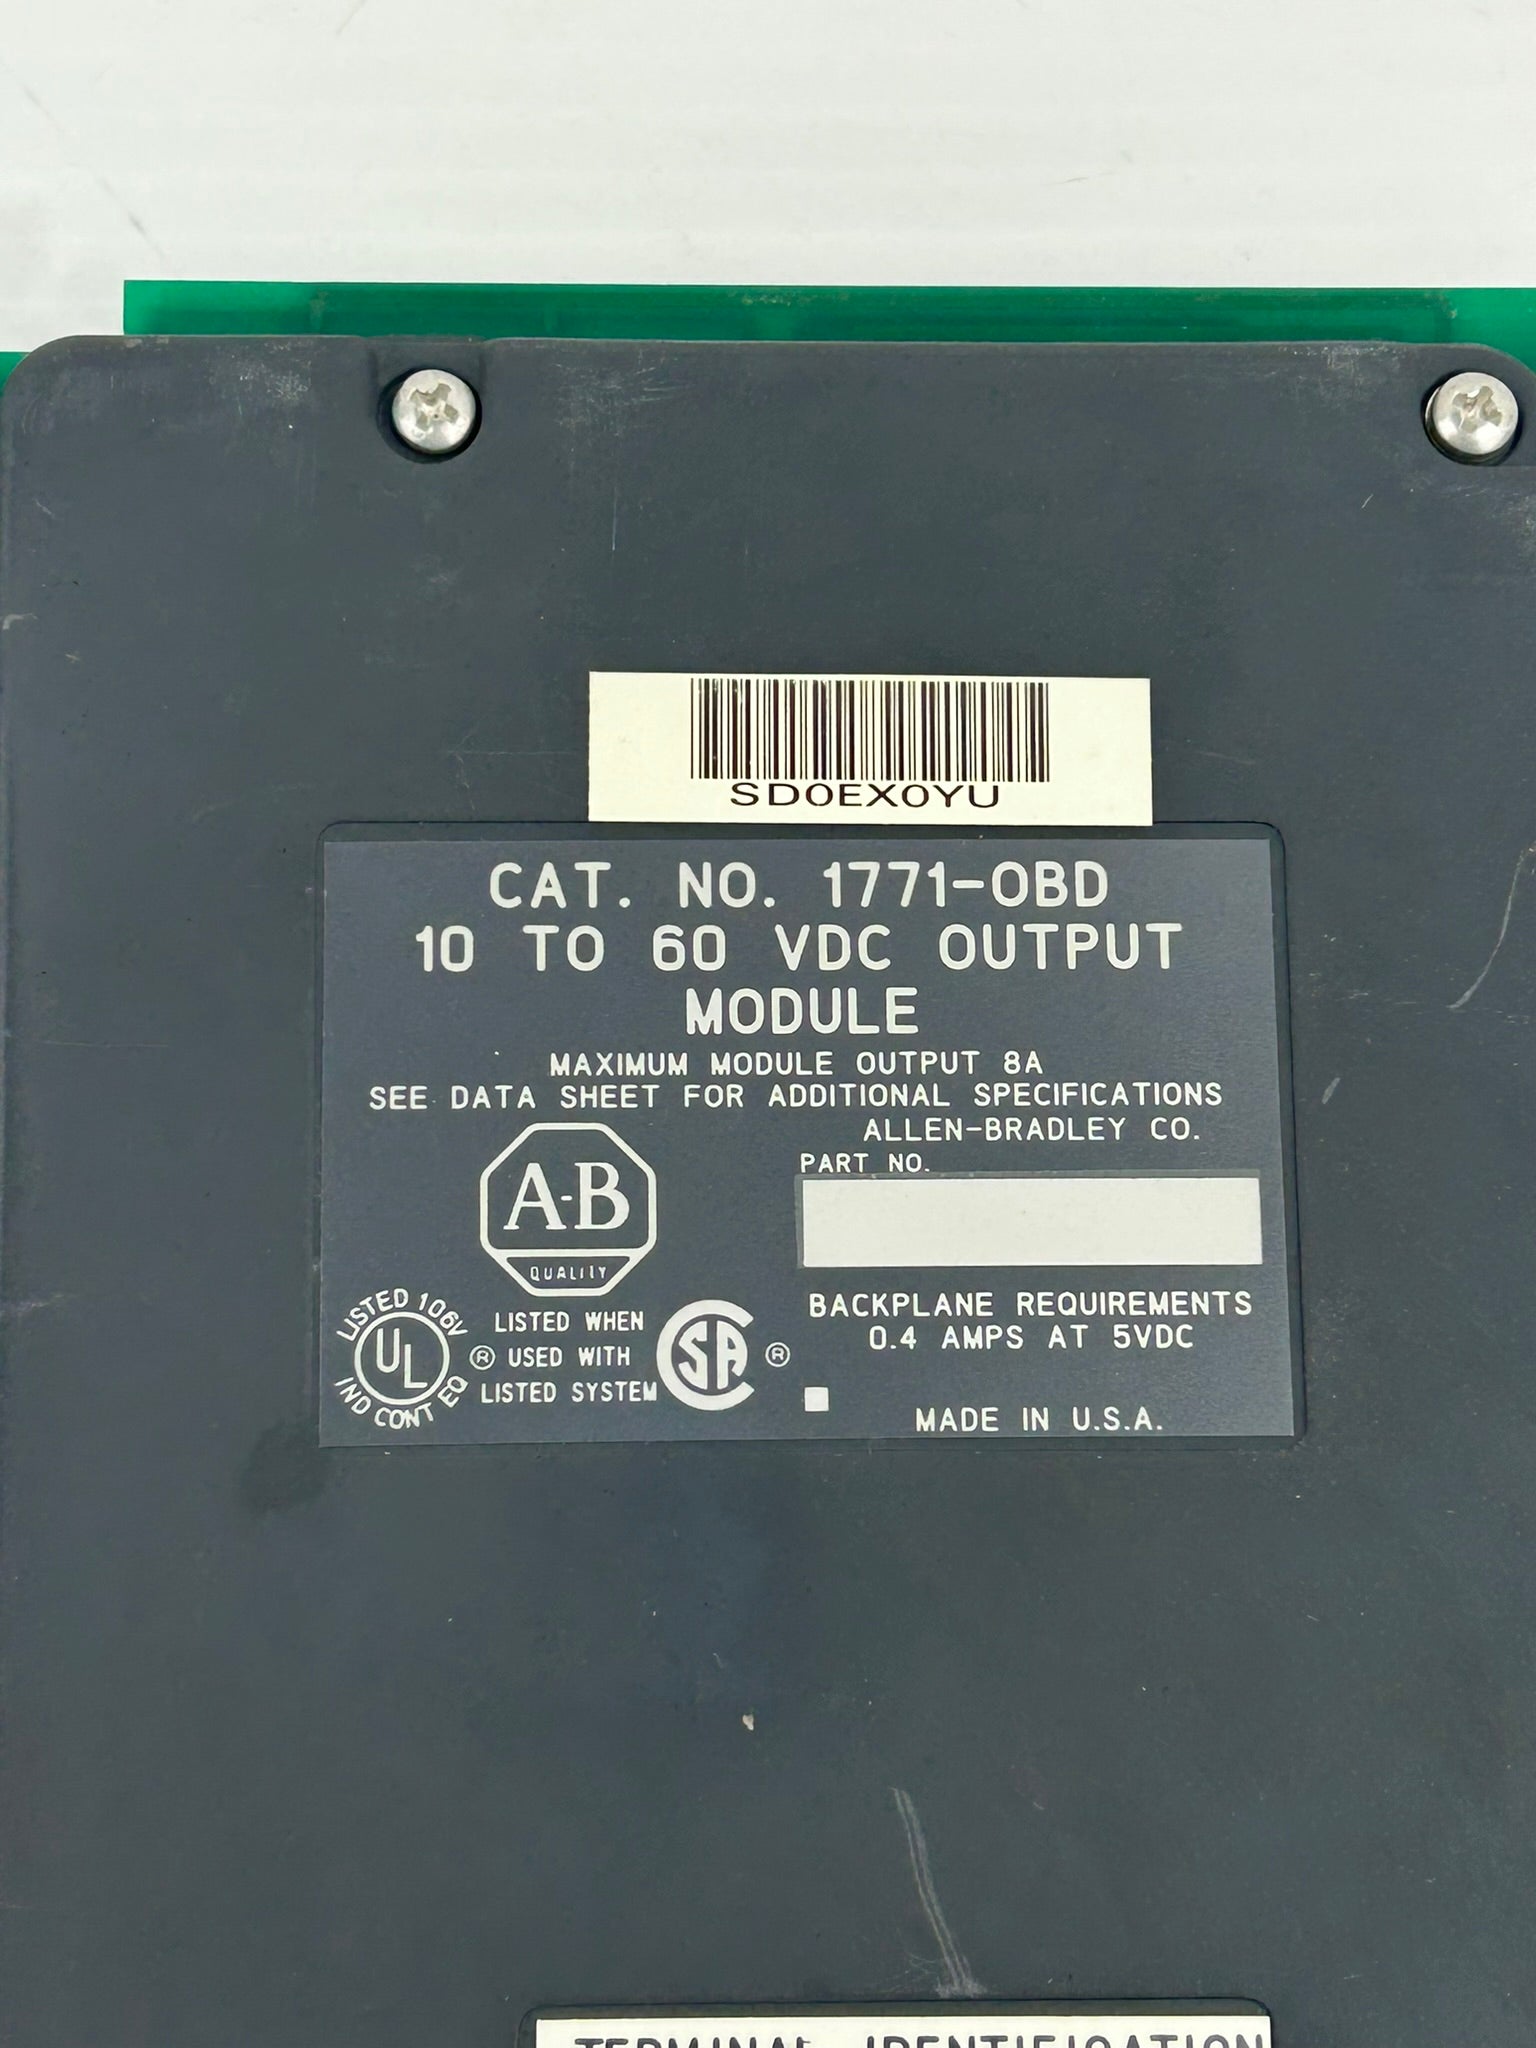 SD0EX0YU
CAT. NO. 1771-OBD
10 TO 60 VDC OUTPUT
MODULE
MAXIMUM MODULE OUTPUT 8A
SEE DATA SHEET FOR ADDITIONAL SPECIFICATIONS
ALLEN-BRADLEY CO.
PART NO.
A-B
QUALITY
LISTED 106V
UL
IND CONT EQ
®
LISTED WHEN
USED WITH
LISTED SYSTEM
SA
®
BACKPLANE REQUIREMENTS
0.4 AMPS AT 5VDC
MADE IN U.S.A.
TERMINAL IDENTIFICATION